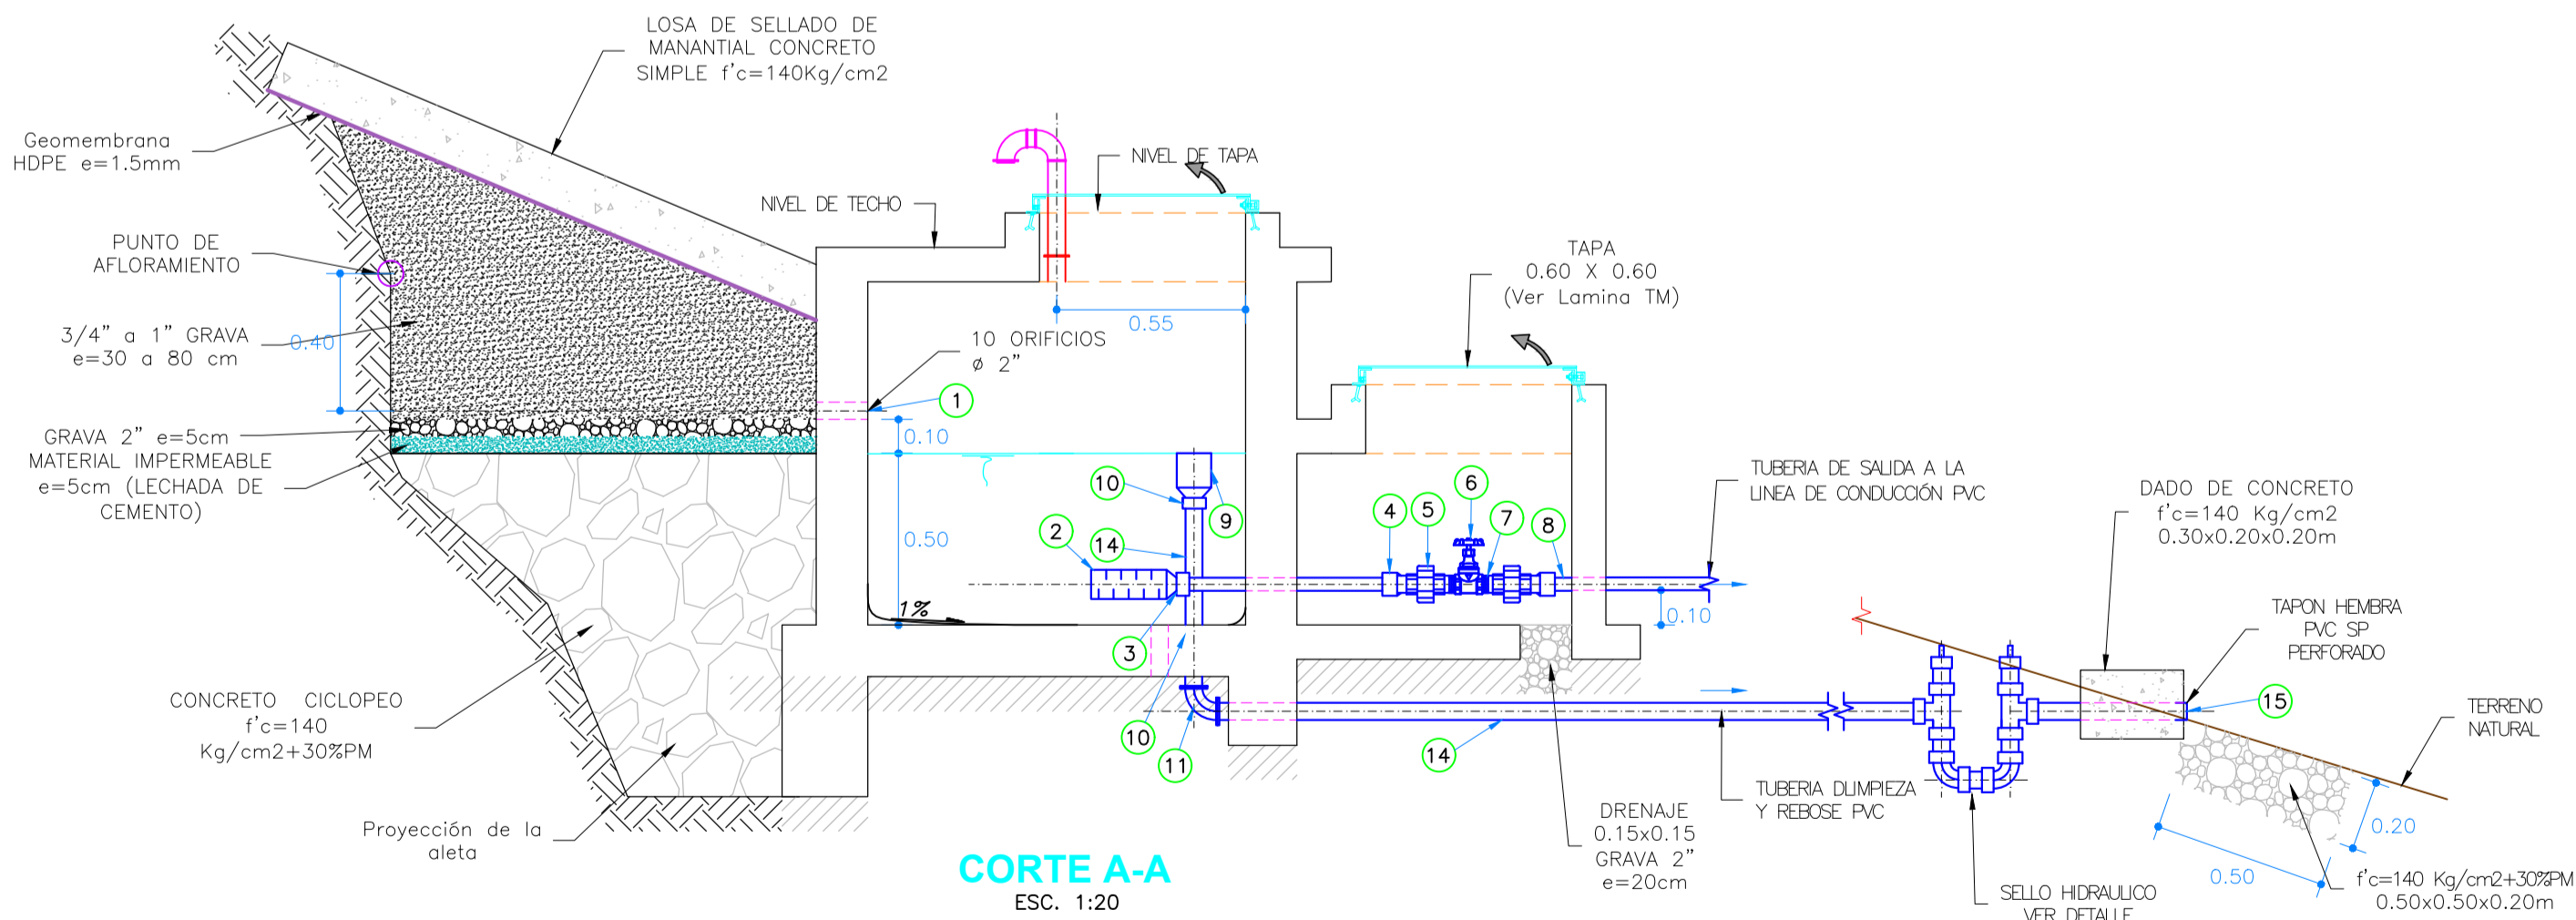 LOSA DE SELLADO DE
MANANTIAL CONCRETO
SIMPLE f'c=140Kg/cm2
Geomembrana
HDPE e=1.5mm
PUNTO DE
AFLORAMIENTO
3/4" a 1" GRAVA
e=30 a 80 cm
0.40
GRAVA 2" e=5cm
MATERIAL IMPERMEABLE
e=5cm (LECHADA DE
CEMENTO)
CONCRETO CICLOPEO
f'c=140
Kg/cm2+30%PM
Proyección de la
aleta
NIVEL DE TECHO
NIVEL DE TAPA
0.55
10 ORIFICIOS
ø 2"
1
0.10
0.50
1%
2
14
10
9
3
10
11
TAPA
0.60 X 0.60
(Ver Lamina TM)
4
5
6
7
8
0.10
TUBERIA DE SALIDA A LA
LINEA DE CONDUCCIÓN PVC
14
DRENAJE
0.15x0.15
GRAVA 2"
e=20cm
TUBERIA DLIMPIEZA
Y REBOSE PVC
DADO DE CONCRETO
f'c=140 Kg/cm2
0.30x0.20x0.20m
TAPON HEMBRA
PVC SP
PERFORADO
15
TERRENO
NATURAL
0.20
0.50
SELLO HIDRAULICO
VER DETALLE
f'c=140 Kg/cm2+30%PM
0.50x0.50x0.20m
CORTE A-A
ESC. 1:20